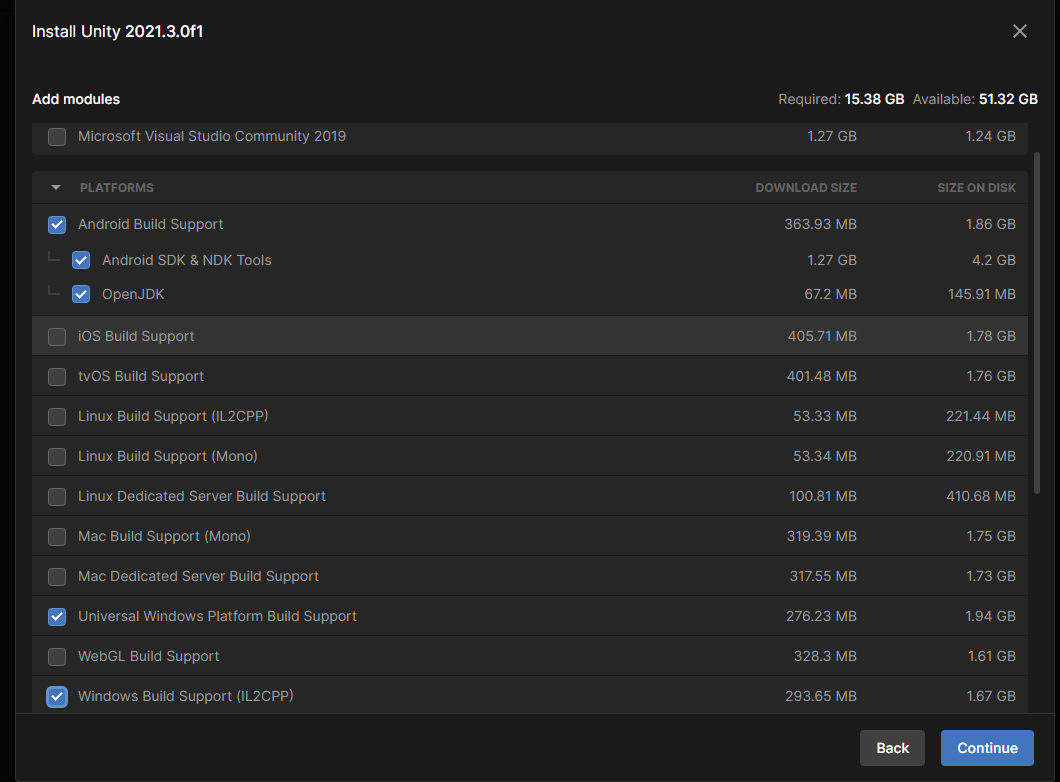 Install Unity 2021.3.0f1
Add modules Required: 15.38 GB Available: 51.32 GB
Microsoft Visual Studio Community 2019 1.27 GB 1.24 GB
PLATFORMS DOWNLOAD SIZE SIZE ON DISK
Android Build Support 363.93 MB 1.86 GB
Android SDK & NDK Tools 1.27 GB 4.2 GB
OpenJDK 67.2 MB 145.91 MB
iOS Build Support 405.71 MB 1.78 GB
tvOS Build Support 401.48 MB 1.76 GB
Linux Build Support (IL2CPP) 53.33 MB 221.44 MB
Linux Build Support (Mono) 53.34 MB 220.91 MB
Linux Dedicated Server Build Support 100.81 MB 410.68 MB
Mac Build Support (Mono) 319.39 MB 1.75 GB
Mac Dedicated Server Build Support 317.55 MB 1.73 GB
Universal Windows Platform Build Support 276.23 MB 1.94 GB
WebGL Build Support 328.3 MB 1.61 GB
Windows Build Support (IL2CPP) 293.65 MB 1.67 GB
Back Continue